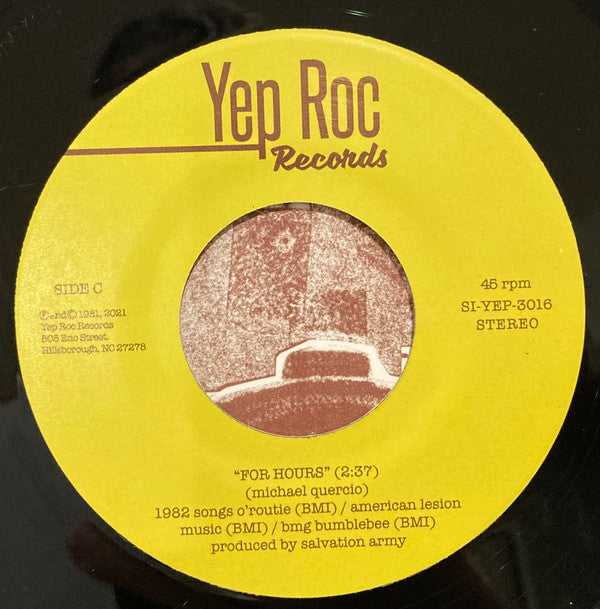 Yep Roc
Records
SIDE C
℗and© 1981, 2021
Yep Roc Records
505 Eno Street,
Hillsborough, NC 27278
45 rpm
SI-YEP-3016
STEREO
“FOR HOURS” (2:37)
(michael quercio)
1982 songs o’routie (BMI) / american lesion
music (BMI) / bmg bumblebee (BMI)
produced by salvation army